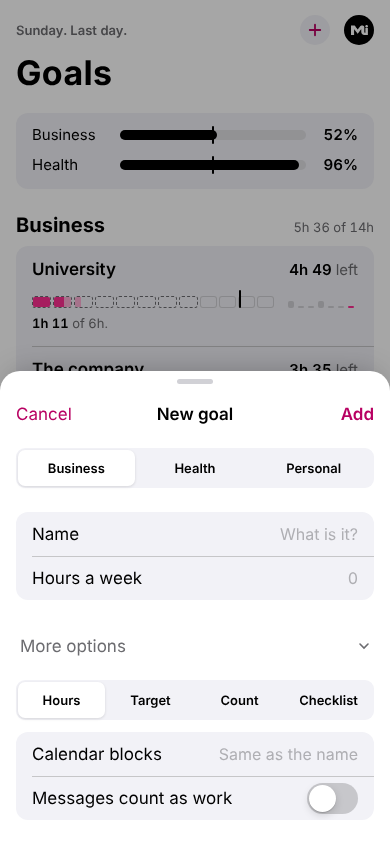 Sunday. Last day.
+
Mi
Goals
Business 52%
Health 96%
Business 5h 36 of 14h
University 4h 49 left
1h 11 of 6h.
The company 3h 35 left
Cancel New goal Add
Business Health Personal
Name What is it?
Hours a week 0
More options
Hours Target Count Checklist
Calendar blocks Same as the name
Messages count as work